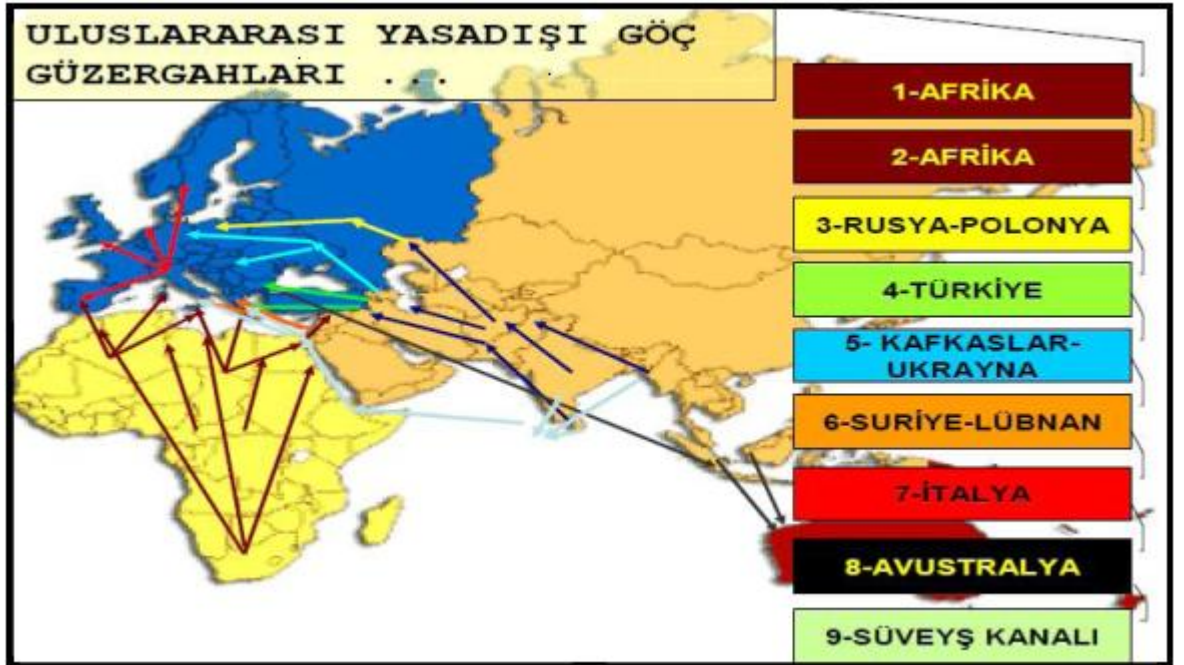 ULUSLARARASI YASADIŞI GÖÇ
GÜZERGAHLARI ...
1-AFRİKA
2-AFRİKA
3-RUSYA-POLONYA
4-TÜRKİYE
5- KAFKASLAR-
UKRAYNA
6-SURİYE-LÜBNAN
7-İTALYA
8-AVUSTRALYA
9-SÜVEYŞ KANALI